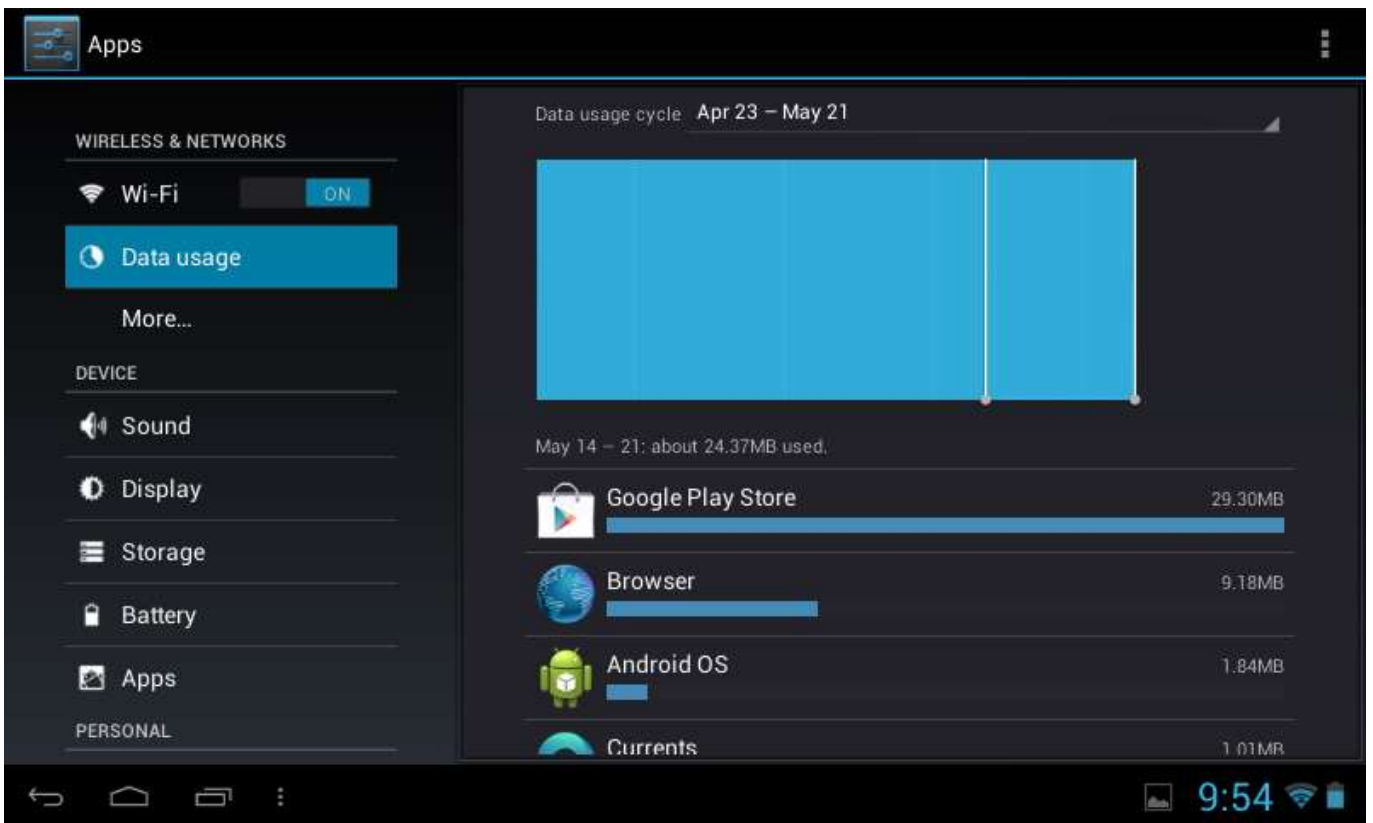 Apps
WIRELESS & NETWORKS
Wi-Fi ON
Data usage
More...
DEVICE
Sound
Display
Storage
Battery
Apps
PERSONAL
Data usage cycle Apr 23 – May 21
May 14 – 21: about 24.37MB used.
Google Play Store 29.30MB
Browser 9.18MB
Android OS 1.84MB
Currents 1.01MB
9:54